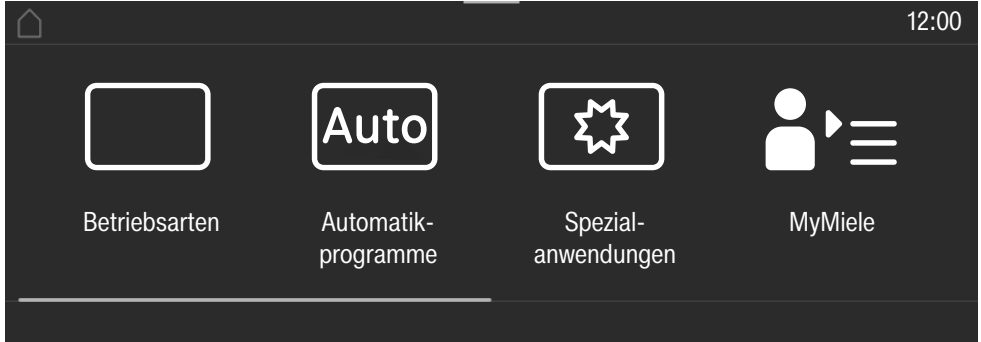 12:00
Auto
Betriebsarten
Automatik-
programme
Spezial-
anwendungen
MyMiele